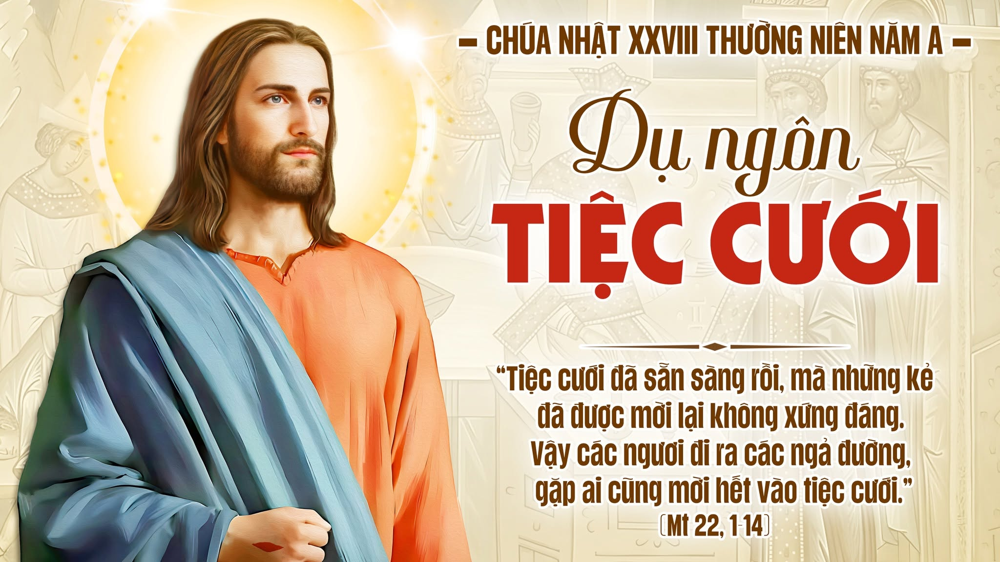 - CHÚA NHẬT XXVIII THƯỜNG NIÊN NĂM A -
Dụ ngôn
TIỆC CƯỚI
“Tiệc cưới đã sẵn sàng rồi, mà những kẻ
đã được mời lại không xứng đáng.
Vậy các ngươi đi ra các ngả đường,
gặp ai cũng mời hết vào tiệc cưới.”
(Mt 22, 1-14)